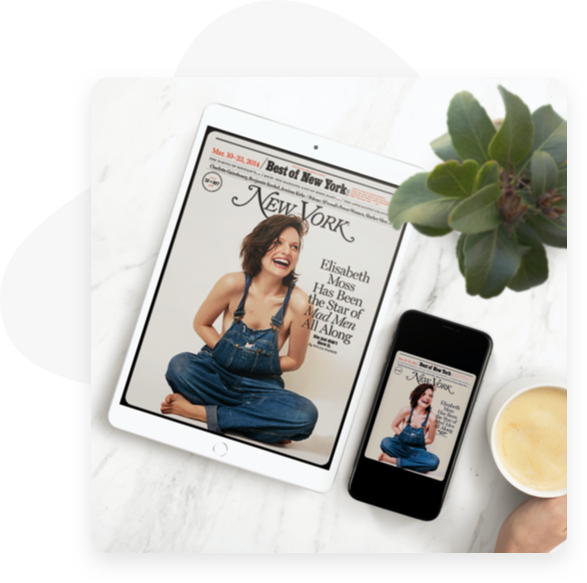 Mar. 10–23, 2014 / Best of New York
NEW YORK
Elisabeth
Moss
Has Been
the Star of
Mad Men
All Along
Best of New York
NEW YORK
Elisabeth
Moss
Has Been
the Star of
Mad Men
All Along